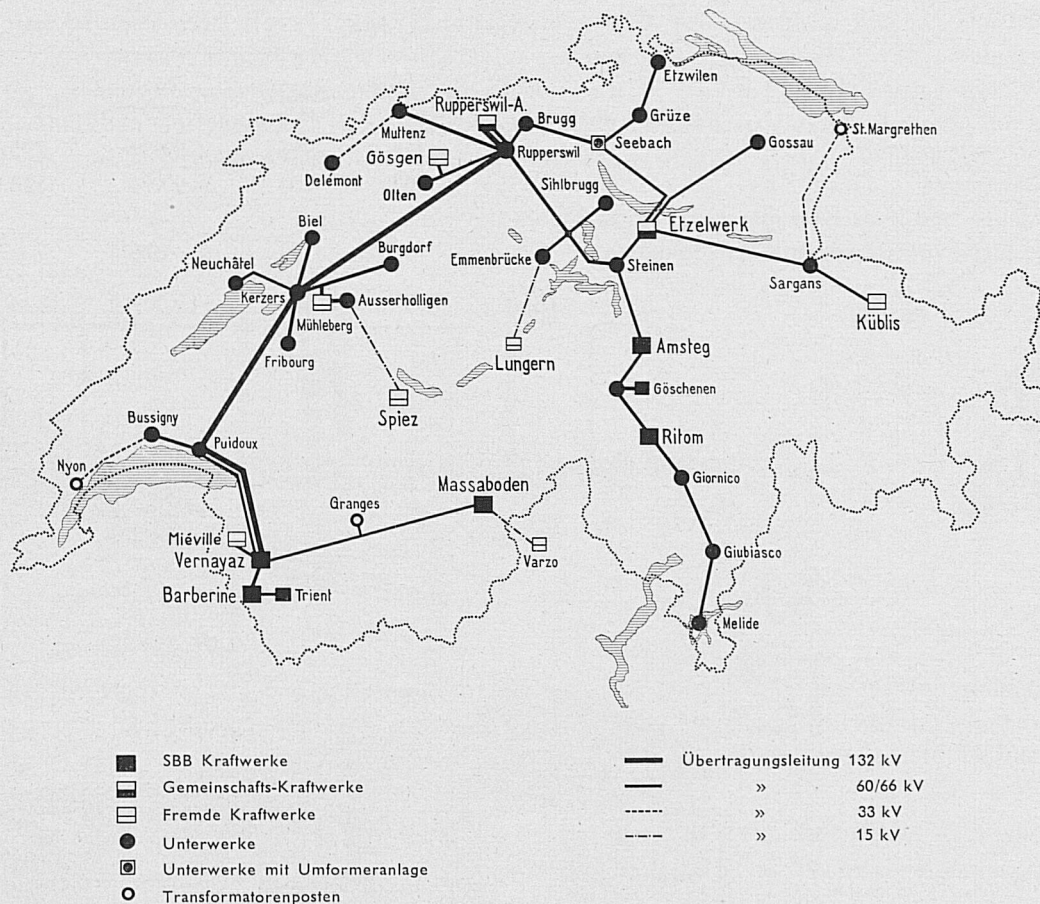 Etzwilen
Rupperswil-A.
Brugg
Grüze
St. Margrethen
Muttenz
Seebach
Gossau
Gösgen
Rupperswil
Delémont
Olten
Sihlbrugg
Etzelwerk
Biel
Burgdorf
Emmenbrücke
Steinen
Sargans
Neuchâtel
Kerzers
Ausserholligen
Mühleberg
Küblis
Fribourg
Lungern
Amsteg
Göschenen
Spiez
Bussigny
Puidoux
Ritom
Nyon
Giornico
Massaboden
Granges
Miéville
Vernayaz
Varzo
Giubiasco
Barberine
Trient
Melide
SBB Kraftwerke
Gemeinschafts-Kraftwerke
Fremde Kraftwerke
Unterwerke
Unterwerke mit Umformeranlage
Transformatorenposten
Übertragungsleitung 132 kV
» 60/66 kV
» 33 kV
» 15 kV